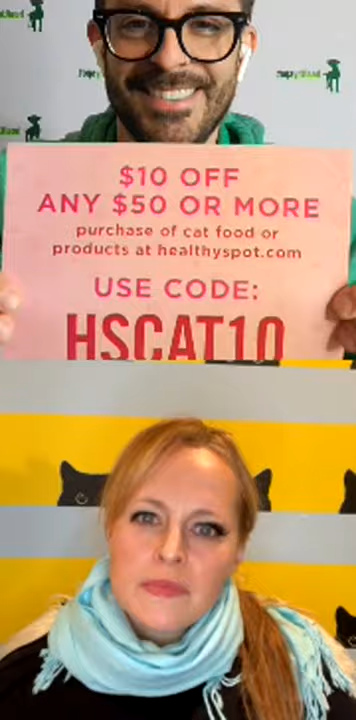 $10 OFF
ANY $50 OR MORE
purchase of cat food or
products at healthyspot.com
USE CODE:
HSCAT10